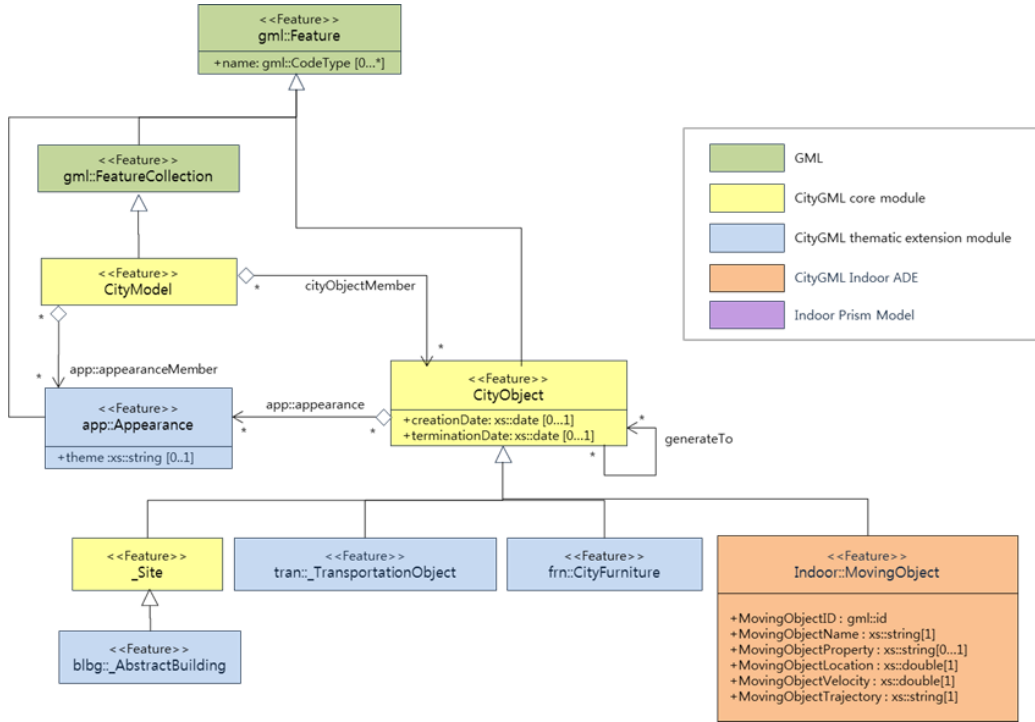 <<Feature>>
gml::Feature
+name: gml::CodeType [0...*]
<<Feature>>
gml::FeatureCollection
GML
CityGML core module
CityGML thematic extension module
CityGML Indoor ADE
Indoor Prism Model
<<Feature>>
CityModel
*
cityObjectMember
*
*
*
app::appearanceMember
<<Feature>>
app::Appearance
+theme :xs::string [0..1]
app::appearance
*
*
<<Feature>>
CityObject
+creationDate: xs::date [0...1]
+terminationDate: xs::date [0...1]
*
generateTo
*
<<Feature>>
_Site
<<Feature>>
tran::_TransportationObject
<<Feature>>
frn::CityFurniture
<<Feature>>
Indoor::MovingObject
+MovingObjectID : gml::id
+MovingObjectName : xs::string[1]
+MovingObjectProperty : xs::string[0...1]
+MovingObjectLocation : xs::double[1]
+MovingObjectVelocity : xs::double[1]
+MovingObjectTrajectory : xs::string[1]
<<Feature>>
blbg::_AbstractBuilding